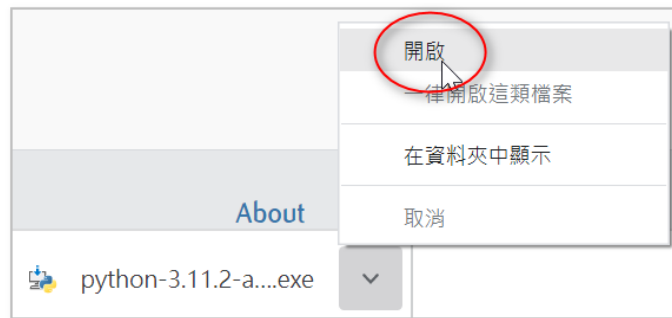 開啟
一律開啟這類檔案
在資料夾中顯示
About
取消
python-3.11.2-a....exe